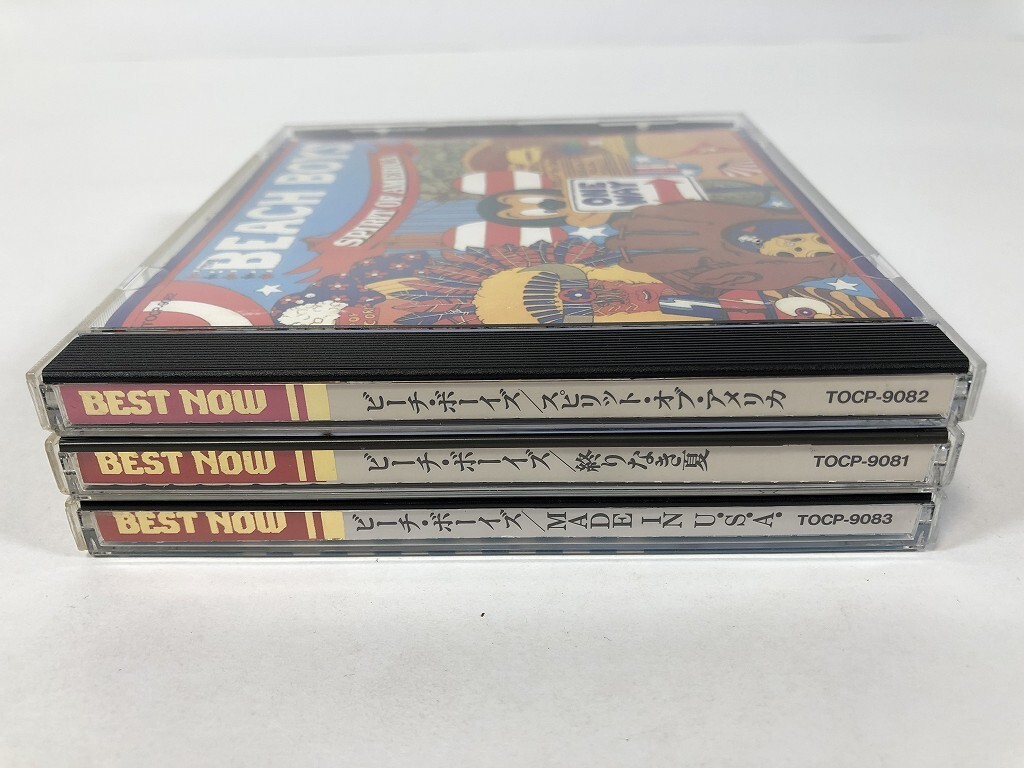 BEACH BOYS
SPIRIT OF AMERICA
ONE WAY
BEST NOW ビーチ・ボーイズ/スピリット・オブ・アメリカ TOCP-9082
BEST NOW ビーチ・ボーイズ/終りなき夏 TOCP-9081
BEST NOW ビーチ・ボーイズ/MADE IN U.S.A. TOCP-9083